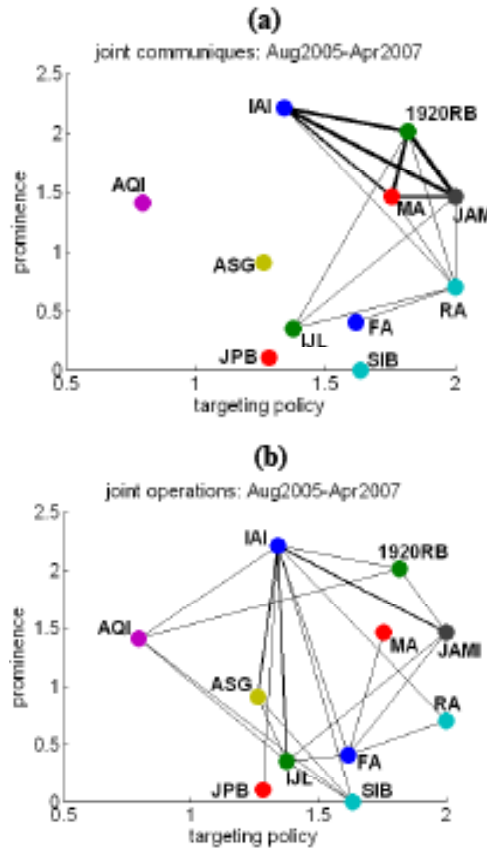 (a)
joint communiques: Aug2005-Apr2007
2.5
IAI
1920RB
2
AQI
1.5
MA
JAMI
prominence
1
ASG
RA
0.5
IJL
FA
JPB
SIB
0
0.5
1
1.5
2
targeting policy
(b)
joint operations: Aug2005-Apr2007
2.5
IAI
1920RB
2
AQI
1.5
MA
JAMI
prominence
1
ASG
RA
0.5
IJL
FA
JPB
SIB
0
0.5
1
1.5
2
targeting policy